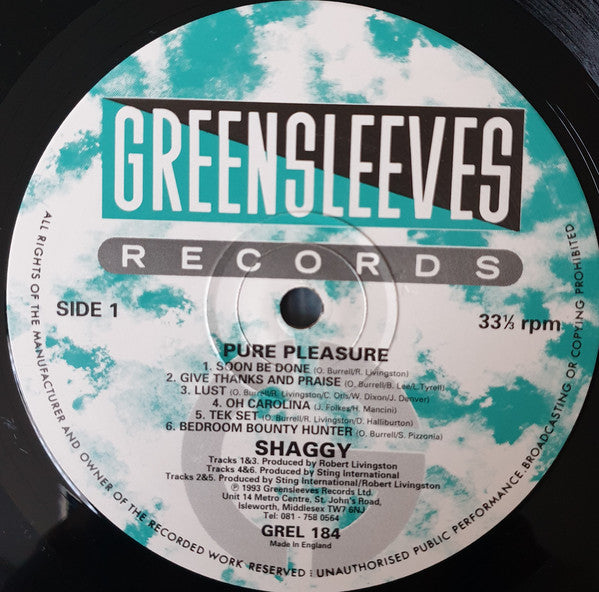 GREENSLEEVES
RECORDS
SIDE 1
33⅓ rpm
PURE PLEASURE
1. SOON BE DONE (O. Burrell/R. Livingston)
2. GIVE THANKS AND PRAISE (O. Burrell/B. Lee/L. Tyrell)
3. LUST (O. Burrell/R. Livingston/C. Oits/W. Dixon/J. Denver)
4. OH CAROLINA (J. Folkes/H. Mancini)
5. TEK SET (O. Burrell/R. Livingston/D. Halliburton)
6. BEDROOM BOUNTY HUNTER (O. Burrell/S. Pizzonia)
SHAGGY
Tracks 1&3. Produced by Robert Livingston
Tracks 4&6. Produced by Sting International
Tracks 2&5. Produced by Sting International/Robert Livingston
℗ 1993 Greensleeves Records Ltd.
Unit 14 Metro Centre, St. John's Road,
Isleworth, Middlesex TW7 6NJ
Tel: 081 - 758 0564
GREL 184
Made in England
ALL RIGHTS OF THE MANUFACTURER AND OWNER OF THE RECORDED WORK RESERVED : UNAUTHORISED PUBLIC PERFORMANCE. BROADCASTING OR COPYING PROHIBITED